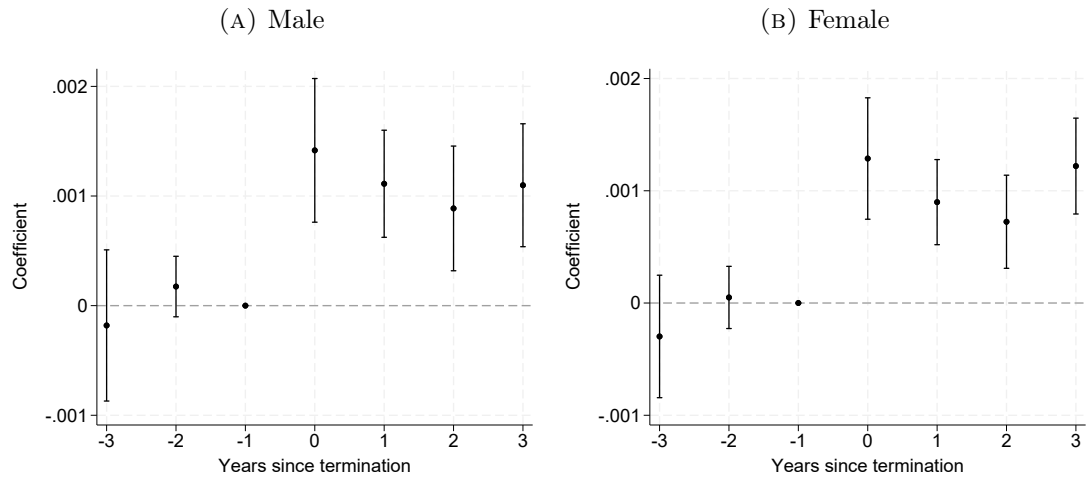 (A) Male
.002
.001
0
-.001
Coefficient
-3 -2 -1 0 1 2 3
Years since termination
(B) Female
.002
.001
0
-.001
Coefficient
-3 -2 -1 0 1 2 3
Years since termination